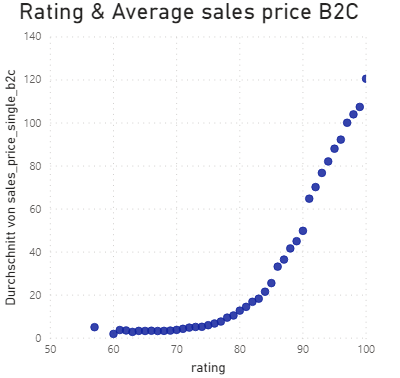 Rating & Average sales price B2C
140
120
100
80
60
40
20
0
Durchschnitt von sales_price_single_b2c
50 60 70 80 90 100
rating